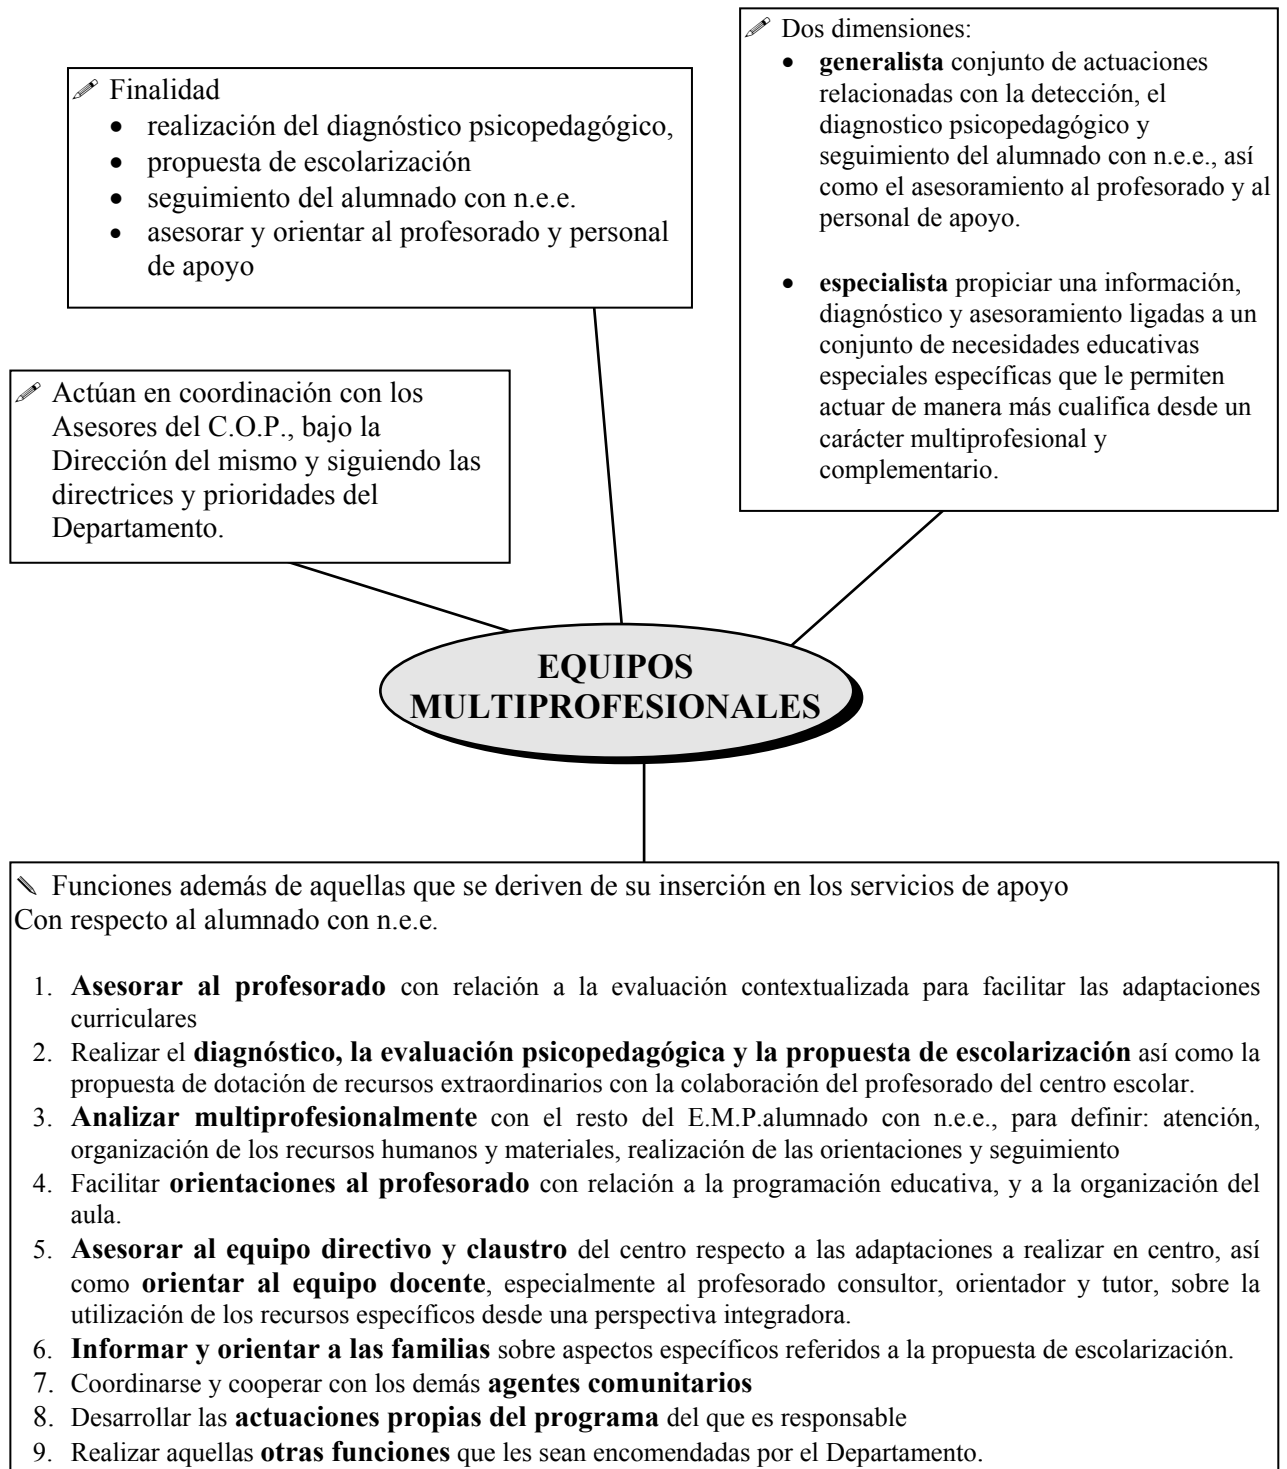 Finalidad
• realización del diagnóstico psicopedagógico,
• propuesta de escolarización
• seguimiento del alumnado con n.e.e.
• asesorar y orientar al profesorado y personal
de apoyo
Dos dimensiones:
• generalista conjunto de actuaciones
relacionadas con la detección, el
diagnostico psicopedagógico y
seguimiento del alumnado con n.e.e., así
como el asesoramiento al profesorado y al
personal de apoyo.
• especialista propiciar una información,
diagnóstico y asesoramiento ligadas a un
conjunto de necesidades educativas
especiales específicas que le permiten
actuar de manera más cualifica desde un
carácter multiprofesional y
complementario.
Actúan en coordinación con los
Asesores del C.O.P., bajo la
Dirección del mismo y siguiendo las
directrices y prioridades del
Departamento.
EQUIPOS
MULTIPROFESIONALES
Funciones además de aquellas que se deriven de su inserción en los servicios de apoyo
Con respecto al alumnado con n.e.e.
1. Asesorar al profesorado con relación a la evaluación contextualizada para facilitar las adaptaciones
curriculares
2. Realizar el diagnóstico, la evaluación psicopedagógica y la propuesta de escolarización así como la
propuesta de dotación de recursos extraordinarios con la colaboración del profesorado del centro escolar.
3. Analizar multiprofesionalmente con el resto del E.M.P.alumnado con n.e.e., para definir: atención,
organización de los recursos humanos y materiales, realización de las orientaciones y seguimiento
4. Facilitar orientaciones al profesorado con relación a la programación educativa, y a la organización del
aula.
5. Asesorar al equipo directivo y claustro del centro respecto a las adaptaciones a realizar en centro, así
como orientar al equipo docente, especialmente al profesorado consultor, orientador y tutor, sobre la
utilización de los recursos específicos desde una perspectiva integradora.
6. Informar y orientar a las familias sobre aspectos específicos referidos a la propuesta de escolarización.
7. Coordinarse y cooperar con los demás agentes comunitarios
8. Desarrollar las actuaciones propias del programa del que es responsable
9. Realizar aquellas otras funciones que les sean encomendadas por el Departamento.